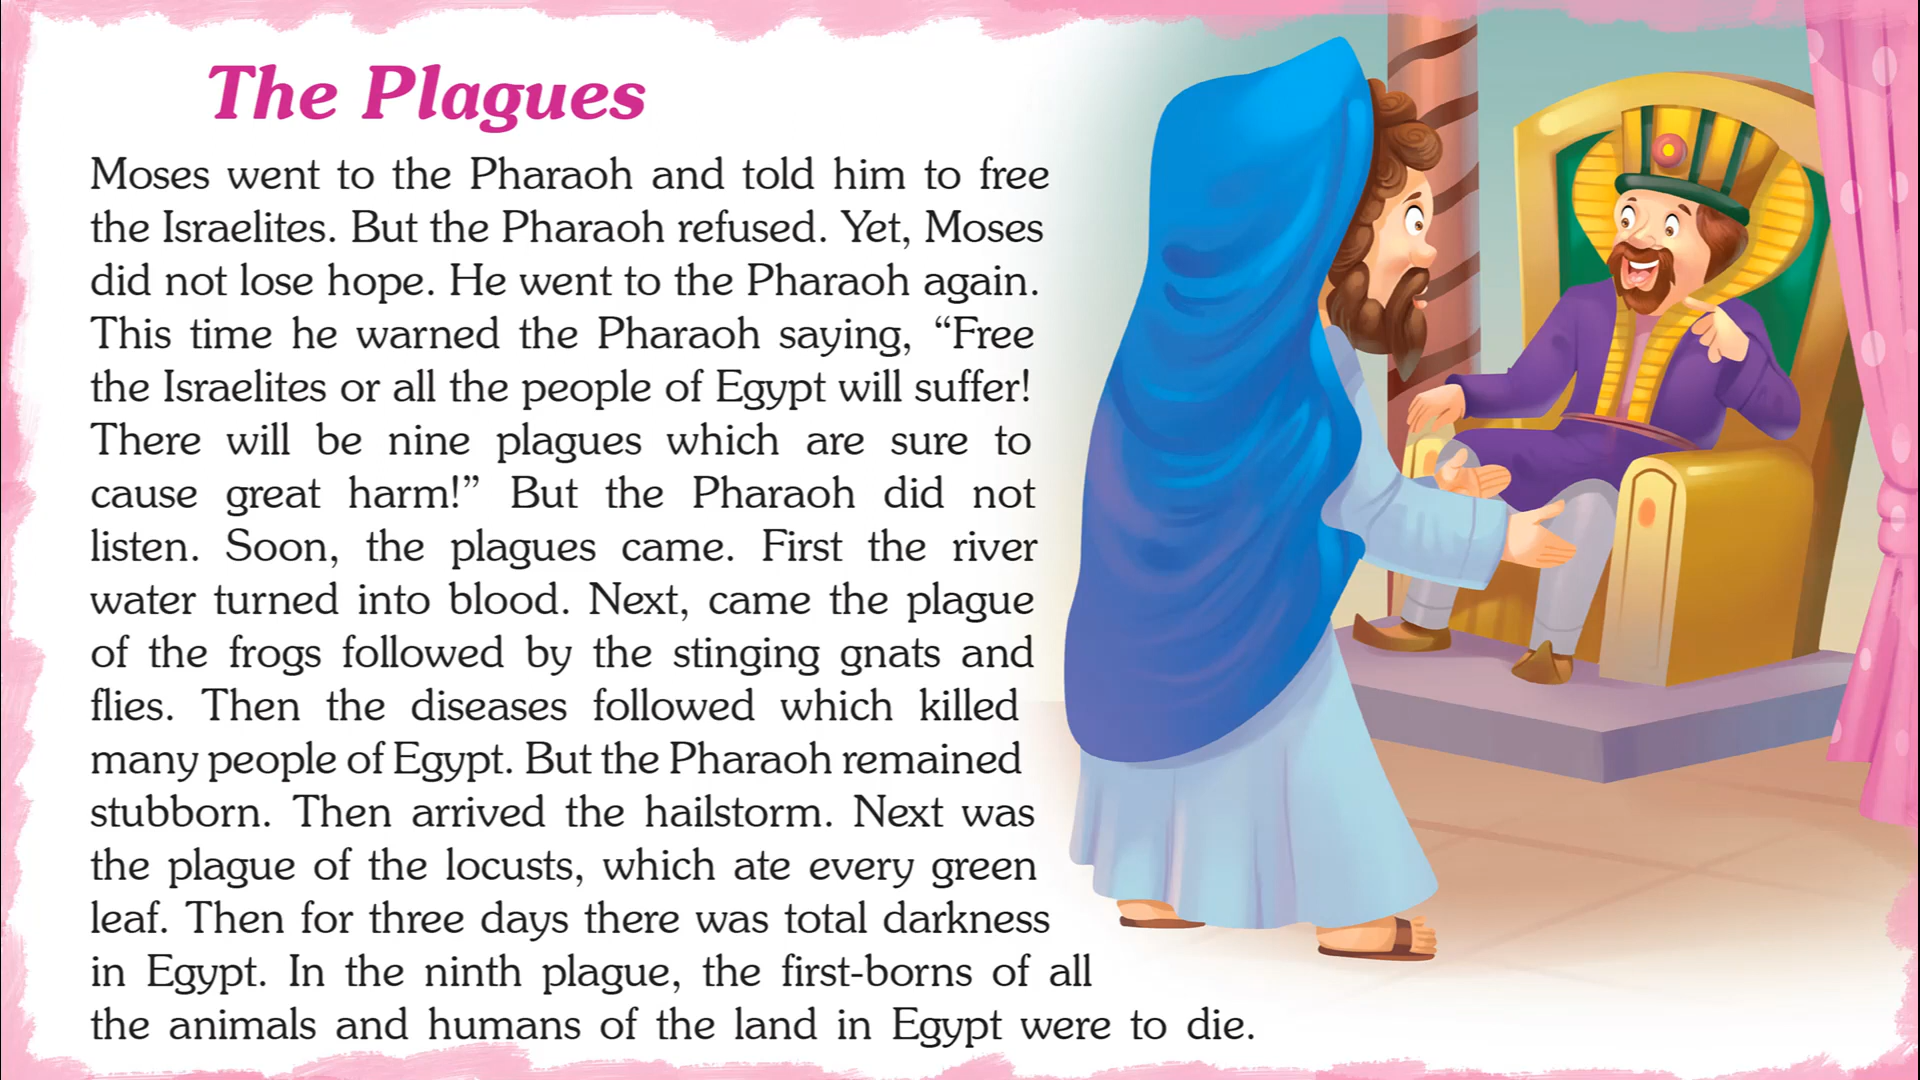 The Plagues
Moses went to the Pharaoh and told him to free
the Israelites. But the Pharaoh refused. Yet, Moses
did not lose hope. He went to the Pharaoh again.
This time he warned the Pharaoh saying, “Free
the Israelites or all the people of Egypt will suffer!
There will be nine plagues which are sure to
cause great harm!” But the Pharaoh did not
listen. Soon, the plagues came. First the river
water turned into blood. Next, came the plague
of the frogs followed by the stinging gnats and
flies. Then the diseases followed which killed
many people of Egypt. But the Pharaoh remained
stubborn. Then arrived the hailstorm. Next was
the plague of the locusts, which ate every green
leaf. Then for three days there was total darkness
in Egypt. In the ninth plague, the first-borns of all
the animals and humans of the land in Egypt were to die.